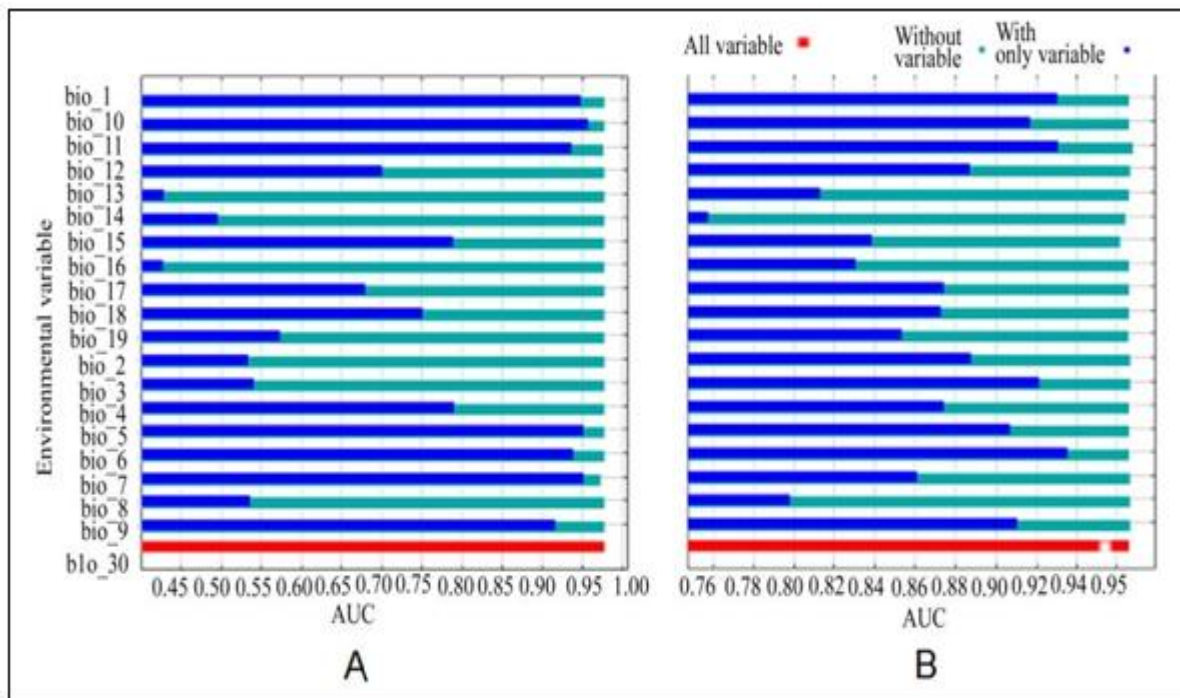 All variable
Without variable
With only variable
Environmental variable
bio_1
bio_10
bio_11
bio_12
bio_13
bio_14
bio_15
bio_16
bio_17
bio_18
bio_19
bio_2
bio_3
bio_4
bio_5
bio_6
bio_7
bio_8
bio_9
b1o_30
0.45 0.50 0.55 0.60 0.65 0.70 0.75 0.80 0.85 0.90 0.95 1.00
AUC
A
0.76 0.78 0.80 0.82 0.84 0.86 0.88 0.90 0.92 0.94 0.95
AUC
B